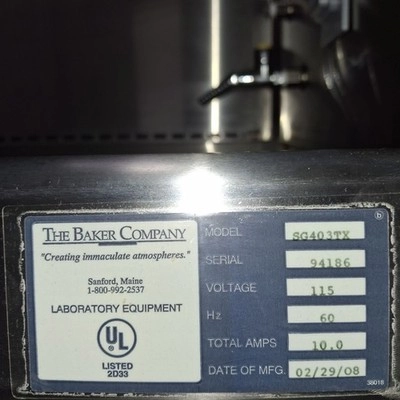 THE BAKER COMPANY
"Creating immaculate atmospheres."
Sanford, Maine
1-800-992-2537
LABORATORY EQUIPMENT
UL
LISTED
2D33
MODEL SG403TX
SERIAL 94186
VOLTAGE 115
Hz 60
TOTAL AMPS 10.0
DATE OF MFG. 02/29/08
38018